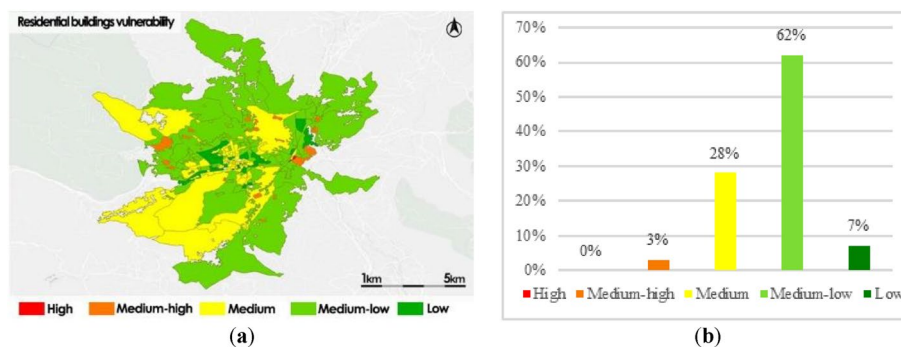 Residential buildings vulnerability
1km 5km
High Medium-high Medium Medium-low Low
(a)
70%
60%
50%
40%
30%
20%
10%
0%
0%
3%
28%
62%
7%
High Medium-high Medium Medium-low Low
(b)